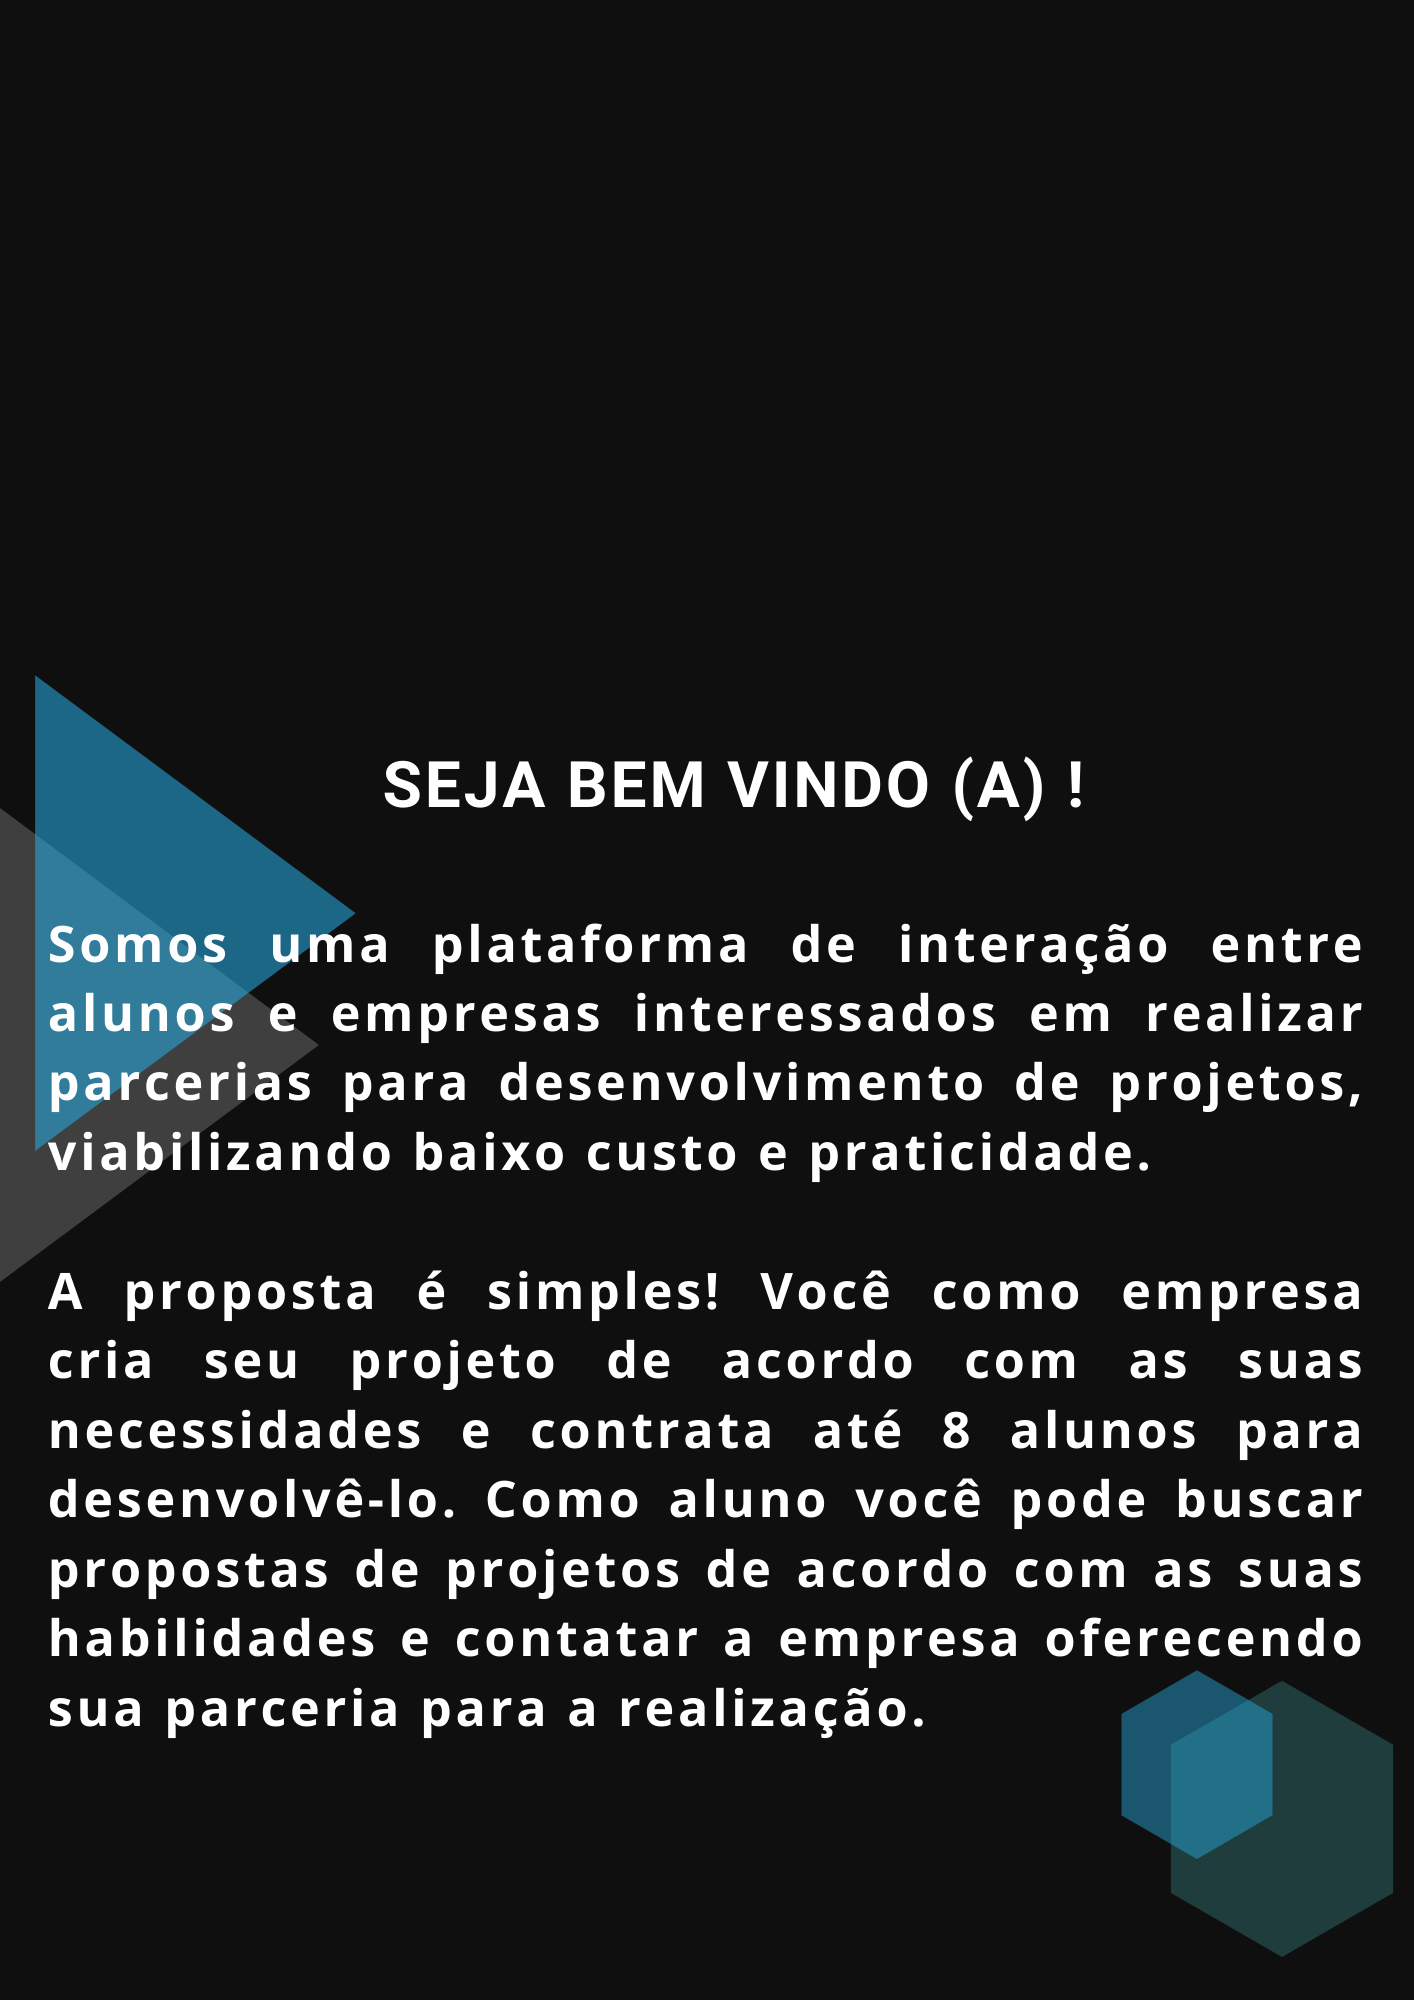 SEJA BEM VINDO (A) !
Somos uma plataforma de interação entre
alunos e empresas interessados em realizar
parcerias para desenvolvimento de projetos,
viabilizando baixo custo e praticidade.
A proposta é simples! Você como empresa
cria seu projeto de acordo com as suas
necessidades e contrata até 8 alunos para
desenvolvê-lo. Como aluno você pode buscar
propostas de projetos de acordo com as suas
habilidades e contatar a empresa oferecendo
sua parceria para a realização.